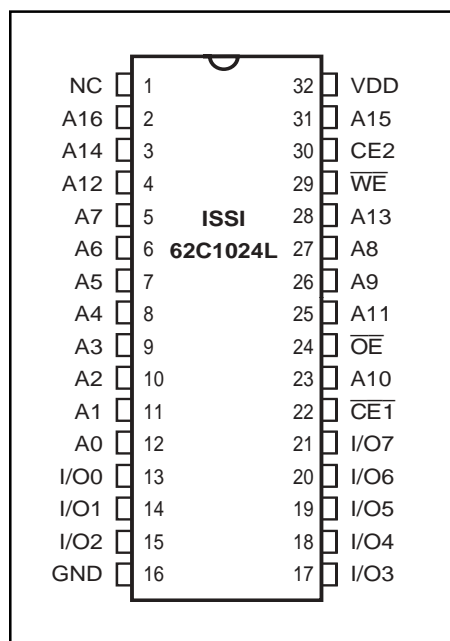 NC 1 32 VDD
A16 2 31 A15
A14 3 30 CE2
A12 4 29 W̅E̅
A7 5 ISSI 28 A13
A6 6 62C1024L 27 A8
A5 7 26 A9
A4 8 25 A11
A3 9 24 O̅E̅
A2 10 23 A10
A1 11 22 C̅E̅1̅
A0 12 21 I/O7
I/O0 13 20 I/O6
I/O1 14 19 I/O5
I/O2 15 18 I/O4
GND 16 17 I/O3